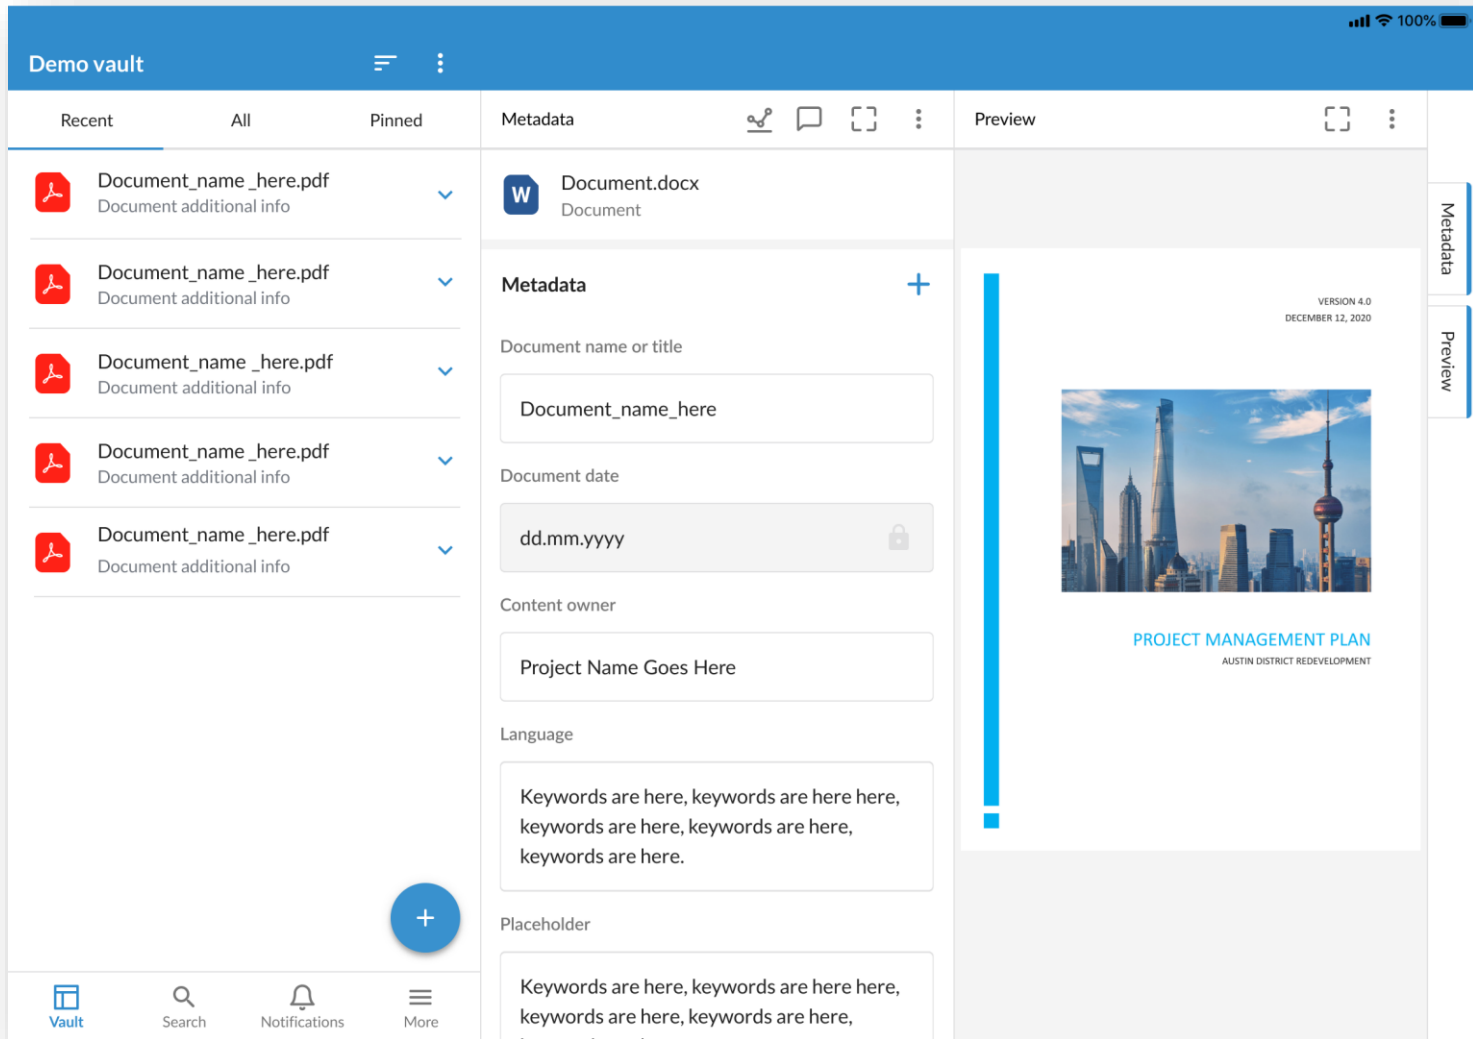 100%
Demo vault
Recent All Pinned
Document_name _here.pdf
Document additional info
Document_name _here.pdf
Document additional info
Document_name _here.pdf
Document additional info
Document_name _here.pdf
Document additional info
Document_name _here.pdf
Document additional info
Vault Search Notifications More
Metadata
W
Document.docx
Document
Metadata
Document name or title
Document_name_here
Document date
dd.mm.yyyy
Content owner
Project Name Goes Here
Language
Keywords are here, keywords are here here,
keywords are here, keywords are here,
keywords are here.
Placeholder
Keywords are here, keywords are here here,
keywords are here, keywords are here,
Preview
VERSION 4.0
DECEMBER 12, 2020
PROJECT MANAGEMENT PLAN
AUSTIN DISTRICT REDEVELOPMENT
Metadata
Preview